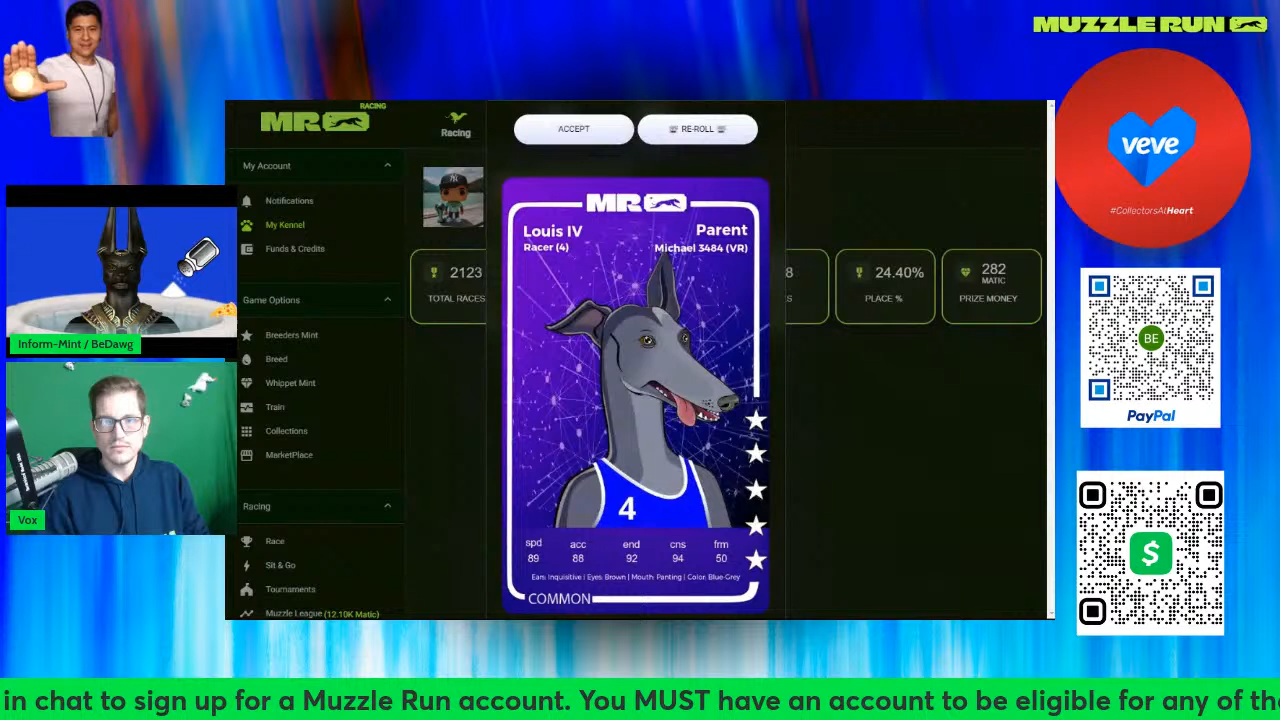 MUZZLE RUN
RACING
MR
Racing
ACCEPT
RE-ROLL
My Account
Notifications
My Kennel
Funds & Credits
Game Options
Breeders Mint
Breed
Whippet Mint
Train
Collections
MarketPlace
Racing
Race
Sit & Go
Tournaments
Muzzle League (12.10K Matic)
2123
TOTAL RACES
MR
Louis IV
Parent
Racer (4)
Michael 3484 (VR)
4
spd acc end cns frm
89 88 92 94 50
Ears: Inquisitive | Eyes: Brown | Mouth: Panting | Color: Blue-Grey
COMMON
8
S
24.40%
PLACE %
282
MATIC
PRIZE MONEY
Inform-Mint / BeDawg
Vox
veve
#CollectorsAtHeart
BE
PayPal
$
in chat to sign up for a Muzzle Run account. You MUST have an account to be eligible for any of the